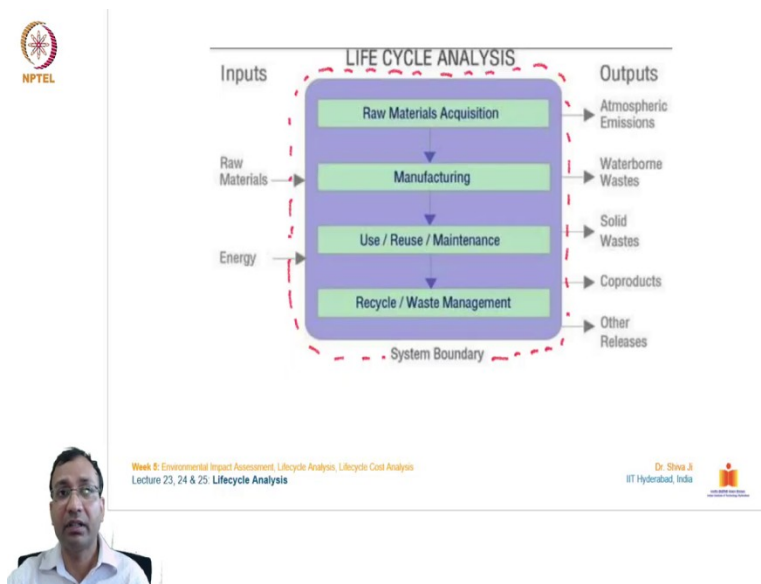 NPTEL
LIFE CYCLE ANALYSIS
Inputs
Outputs
Raw Materials Acquisition
Atmospheric
Emissions
Raw
Materials
Manufacturing
Waterborne
Wastes
Use / Reuse / Maintenance
Solid
Wastes
Energy
Recycle / Waste Management
Coproducts
Other
Releases
System Boundary
Week 5: Environmental Impact Assessment, Lifecycle Analysis, Lifecycle Cost Analysis
Lecture 23, 24 & 25: Lifecycle Analysis
Dr. Shiva Ji
IIT Hyderabad, India